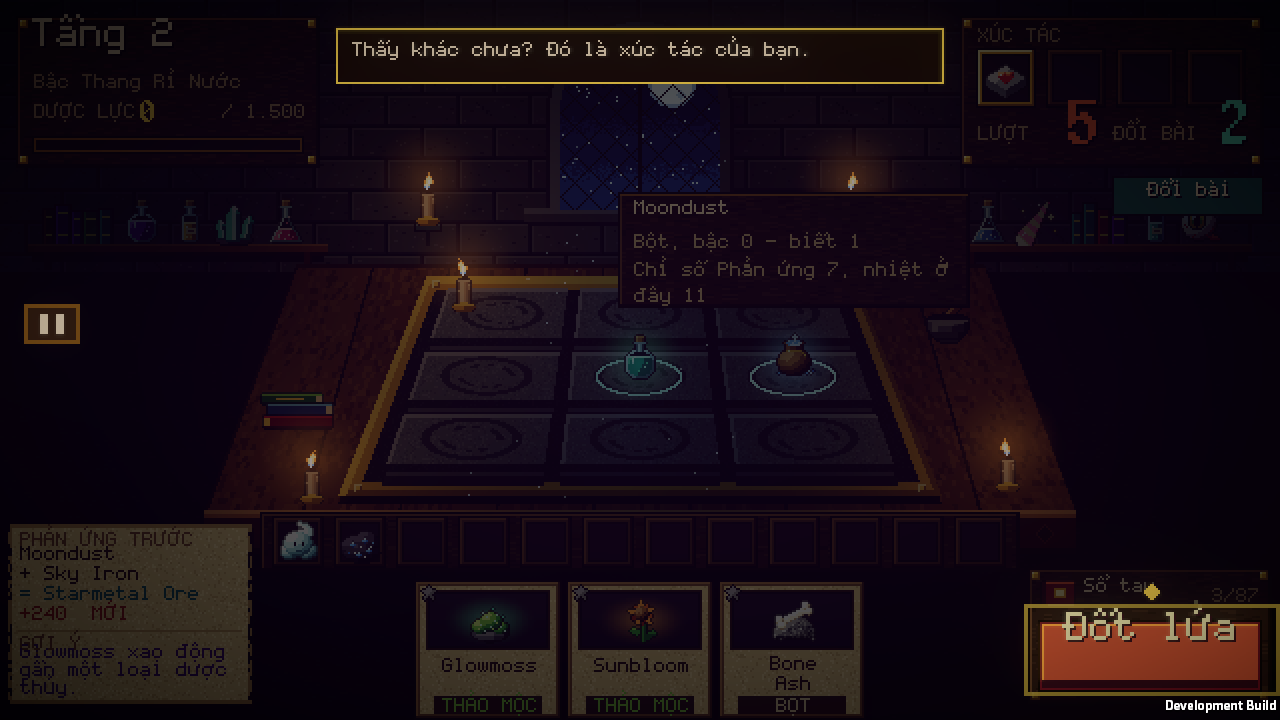 Tầng 2
Bậc Thang Rỉ Nước
DƯỢC LỰC 0 / 1.500
Thấy khác chưa? Đó là xúc tác của bạn.
XÚC TÁC
LƯỢT 5 ĐỔI BÀI 2
Đổi bài
Moondust
Bột, bậc 0 - biết 1
Chỉ số Phản ứng 7, nhiệt ở
đây 11
PHẢN ỨNG TRƯỚC
Moondust
+ Sky Iron
= Starmetal Ore
+240 MỚI
GỢI Ý
Glowmoss xao động
gần một loại dược
thủy.
Glowmoss
THẢO MỘC
Sunbloom
THẢO MỘC
Bone
Ash
BỘT
Sổ tay
3/87
Đốt lửa
Development Build